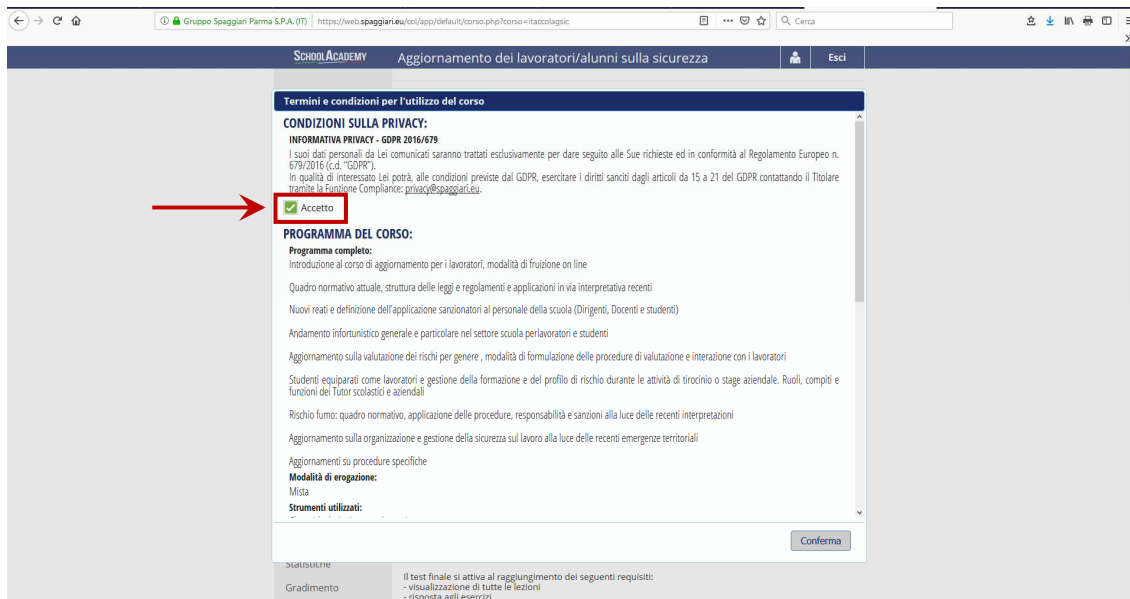 Gruppo Spaggiari Parma S.P.A. (IT) https://web.spaggiari.eu/col/app/default/corso.php?corso=itaccolagsic Cerca
SCHOOLACADEMY Aggiornamento dei lavoratori/alunni sulla sicurezza Esci
Termini e condizioni per l'utilizzo del corso
CONDIZIONI SULLA PRIVACY:
INFORMATIVA PRIVACY - GDPR 2016/679
I suoi dati personali da Lei comunicati saranno trattati esclusivamente per dare seguito alle Sue richieste ed in conformità al Regolamento Europeo n.
679/2016 (c.d. “GDPR”).
In qualità di interessato Lei potrà, alle condizioni previste dal GDPR, esercitare i diritti sanciti dagli articoli da 15 a 21 del GDPR contattando il Titolare
tramite la Funzione Compliance: privacy@spaggiari.eu.
Accetto
PROGRAMMA DEL CORSO:
Programma completo:
Introduzione al corso di aggiornamento per i lavoratori, modalità di fruizione on line
Quadro normativo attuale, struttura delle leggi e regolamenti e applicazioni in via interpretativa recenti
Nuovi reati e definizione dell'applicazione sanzionatori al personale della scuola (Dirigenti, Docenti e studenti)
Andamento infortunistico generale e particolare nel settore scuola perlavoratori e studenti
Aggiornamento sulla valutazione dei rischi per genere , modalità di formulazione delle procedure di valutazione e interazione con i lavoratori
Studenti equiparati come lavoratori e gestione della formazione e del profilo di rischio durante le attività di tirocinio o stage aziendale. Ruoli, compiti e
funzioni dei Tutor scolastici e aziendali
Rischio fumo: quadro normativo, applicazione delle procedure, responsabilità e sanzioni alla luce delle recenti interpretazioni
Aggiornamento sulla organizzazione e gestione della sicurezza sul lavoro alla luce delle recenti emergenze territoriali
Aggiornamenti su procedure specifiche
Modalità di erogazione:
Mista
Strumenti utilizzati:
Conferma
Statistiche
Il test finale si attiva al raggiungimento dei seguenti requisiti:
Gradimento
- visualizzazione di tutte le lezioni
- risposta agli esercizi